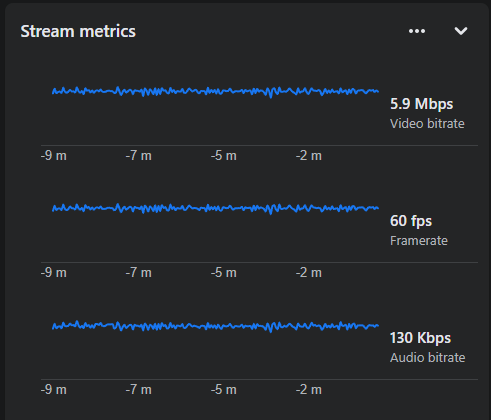 Stream metrics
5.9 Mbps
Video bitrate
-9 m -7 m -5 m -2 m
60 fps
Framerate
-9 m -7 m -5 m -2 m
130 Kbps
Audio bitrate
-9 m -7 m -5 m -2 m